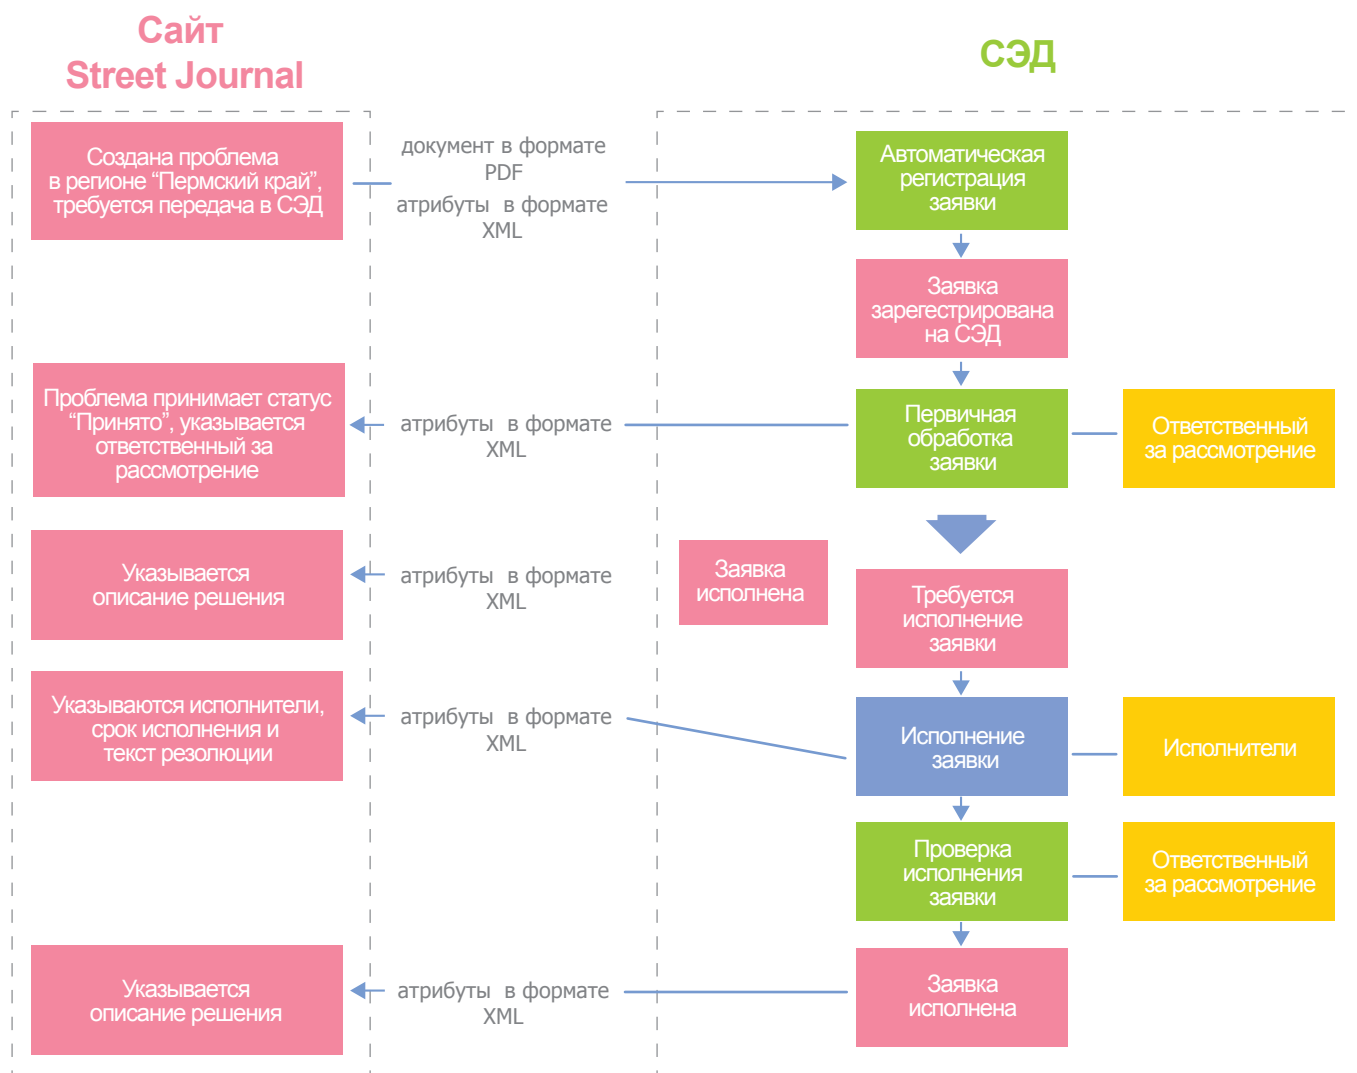 Сайт
Street Journal
СЭД
Создана проблема
в регионе “Пермский край”,
требуется передача в СЭД
документ в формате
PDF
атрибуты в формате
XML
Автоматическая
регистрация
заявки
Заявка
зарегестрирована
на СЭД
Проблема принимает статус
“Принято”, указывается
ответственный за
рассмотрение
атрибуты в формате
XML
Первичная
обработка
заявки
Ответственный
за рассмотрение
Указывается
описание решения
атрибуты в формате
XML
Заявка
исполнена
Требуется
исполнение
заявки
Указываются исполнители,
срок исполнения и
текст резолюции
атрибуты в формате
XML
Исполнение
заявки
Исполнители
Проверка
исполнения
заявки
Ответственный
за рассмотрение
Указывается
описание решения
атрибуты в формате
XML
Заявка
исполнена